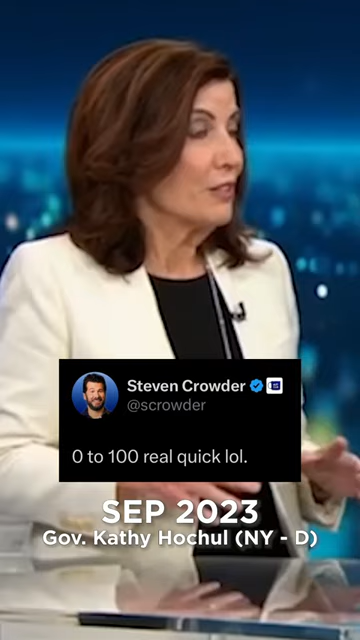 Steven Crowder
@scrowder
0 to 100 real quick lol.
SEP 2023
Gov. Kathy Hochul (NY - D)